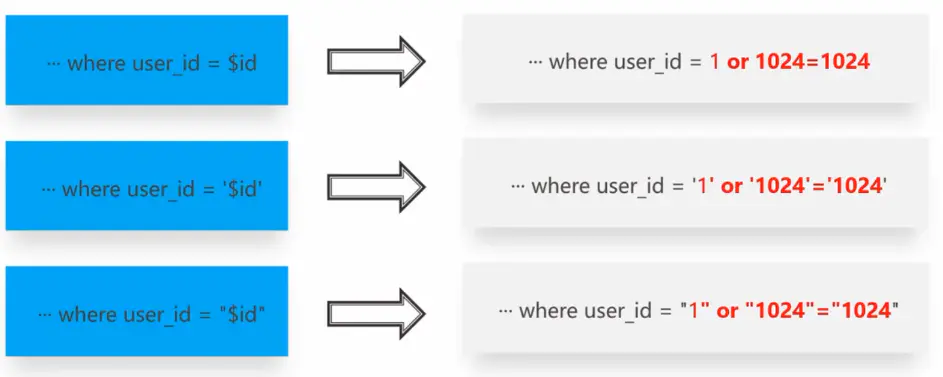 ··· where user_id = $id
··· where user_id = 1 or 1024=1024
··· where user_id = '$id'
··· where user_id = '1' or '1024'='1024'
··· where user_id = "$id"
··· where user_id = "1" or "1024"="1024"